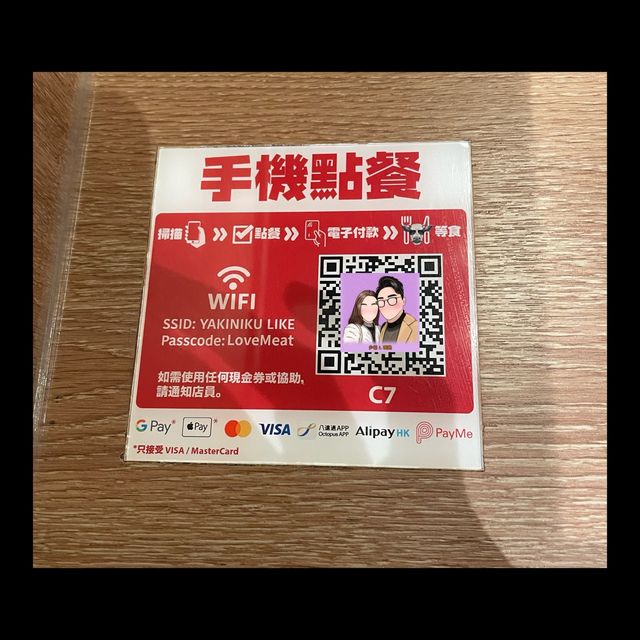 手機點餐
掃描 點餐 電子付款 等食
WIFI
SSID: YAKINIKU LIKE
Passcode: LoveMeat
如需使用任何現金券或協助,
請通知店員。
C7
G Pay* Pay* VISA 八達通APP Octopus APP Alipay HK PayMe
*只接受 VISA / MasterCard